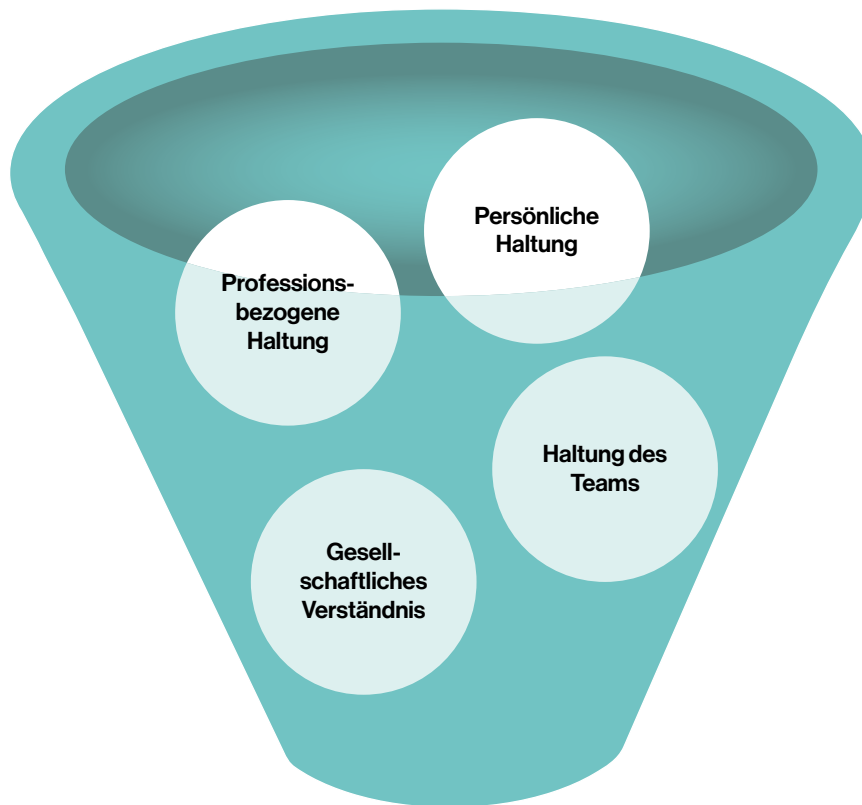 Persönliche
Haltung
Professions-
bezogene
Haltung
Haltung des
Teams
Gesell-
schaftliches
Verständnis